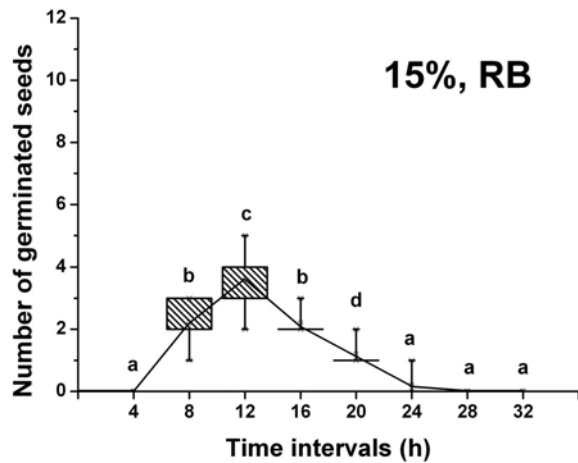 15%, RB
Number of germinated seeds
12
10
8
6
4
2
0
a
b
c
b
d
a
a
a
4 8 12 16 20 24 28 32
Time intervals (h)